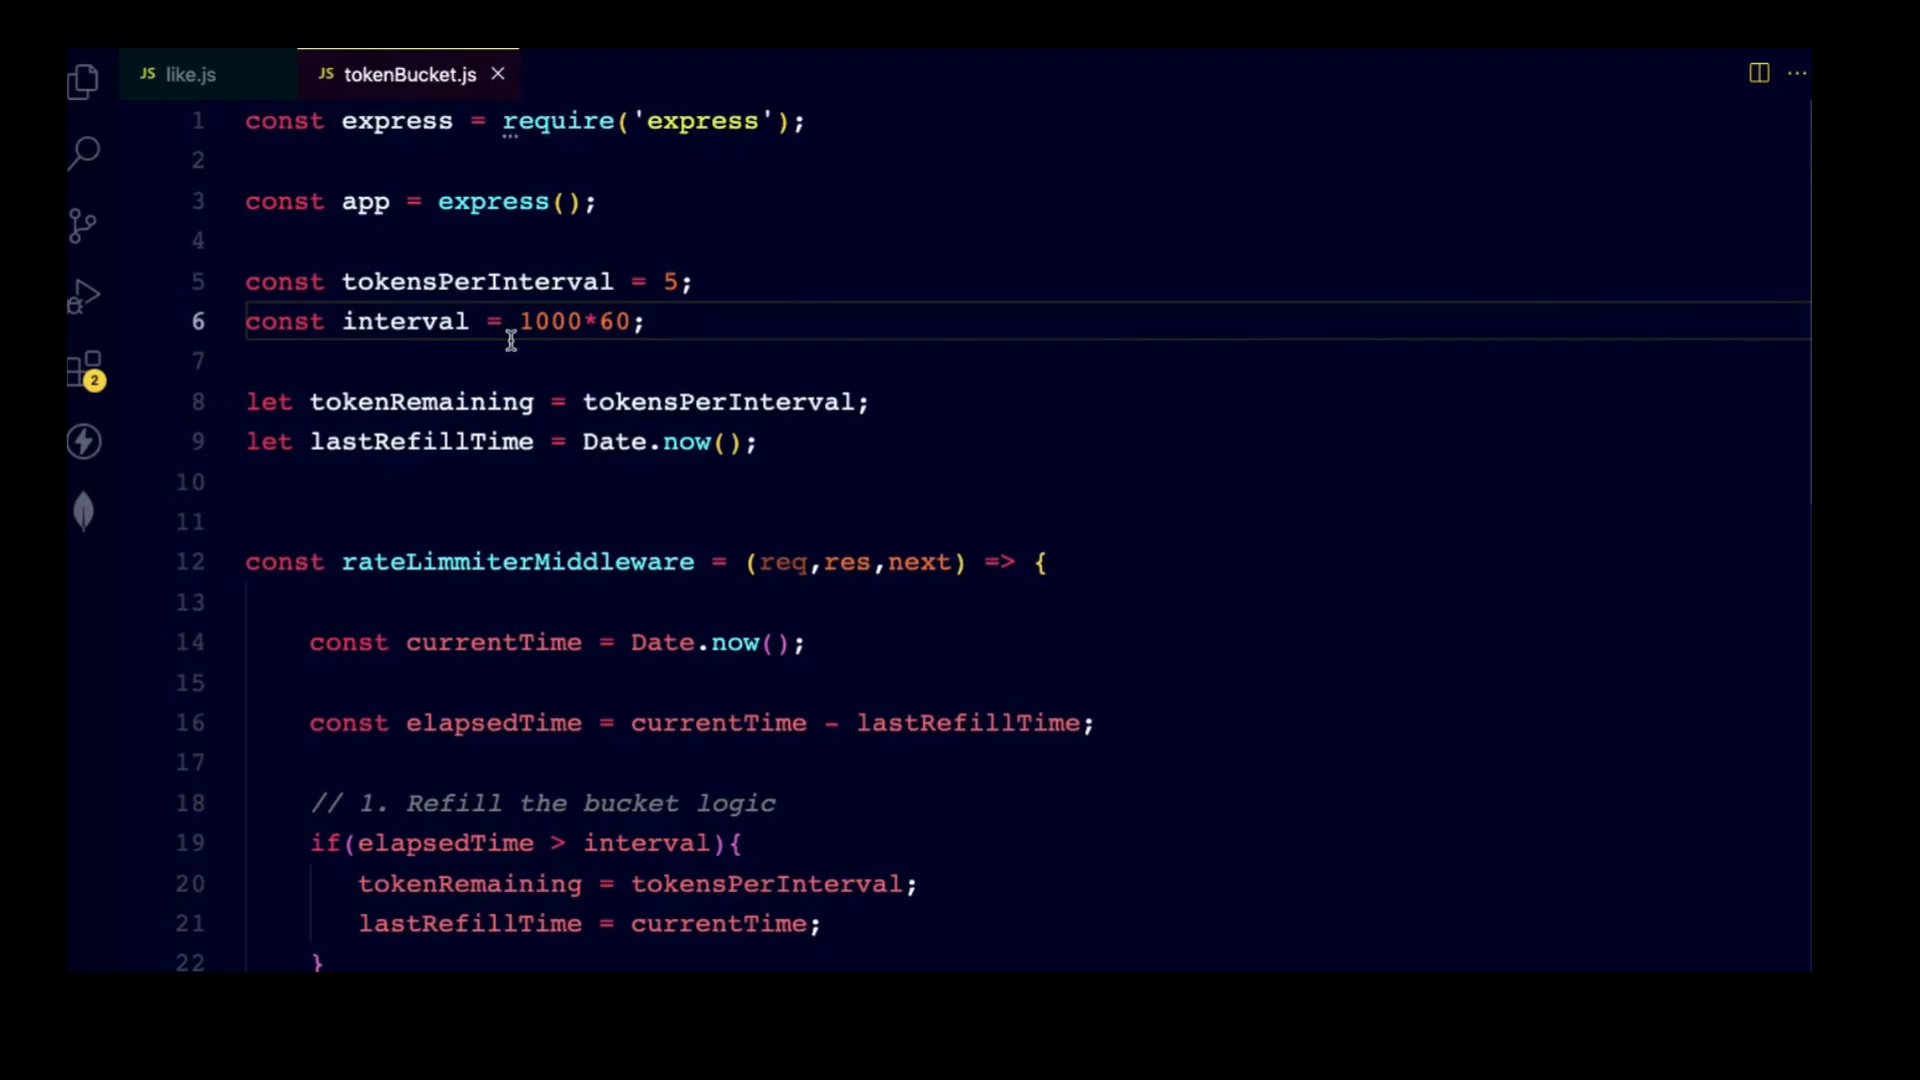 JS like.js JS tokenBucket.js ×
1 const express = require('express');
2
3 const app = express();
4
5 const tokensPerInterval = 5;
6 const interval = 1000*60;
7
8 let tokenRemaining = tokensPerInterval;
9 let lastRefillTime = Date.now();
10
11
12 const rateLimmiterMiddleware = (req,res,next) => {
13
14 const currentTime = Date.now();
15
16 const elapsedTime = currentTime - lastRefillTime;
17
18 // 1. Refill the bucket logic
19 if(elapsedTime > interval){
20 tokenRemaining = tokensPerInterval;
21 lastRefillTime = currentTime;
22 }
2